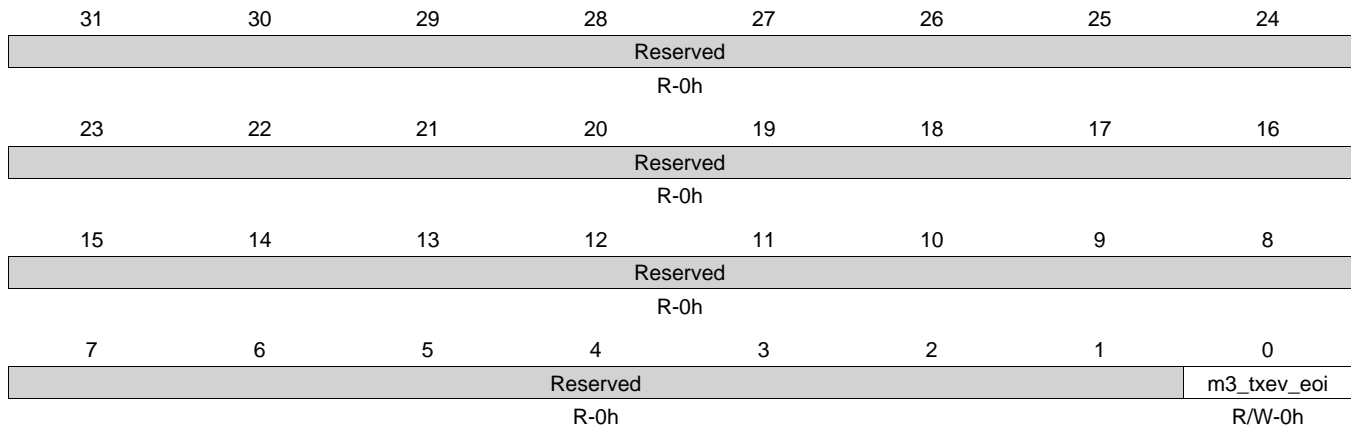 31 30 29 28 27 26 25 24
Reserved
R-0h
23 22 21 20 19 18 17 16
Reserved
R-0h
15 14 13 12 11 10 9 8
Reserved
R-0h
7 6 5 4 3 2 1 0
Reserved m3_txev_eoi
R-0h R/W-0h